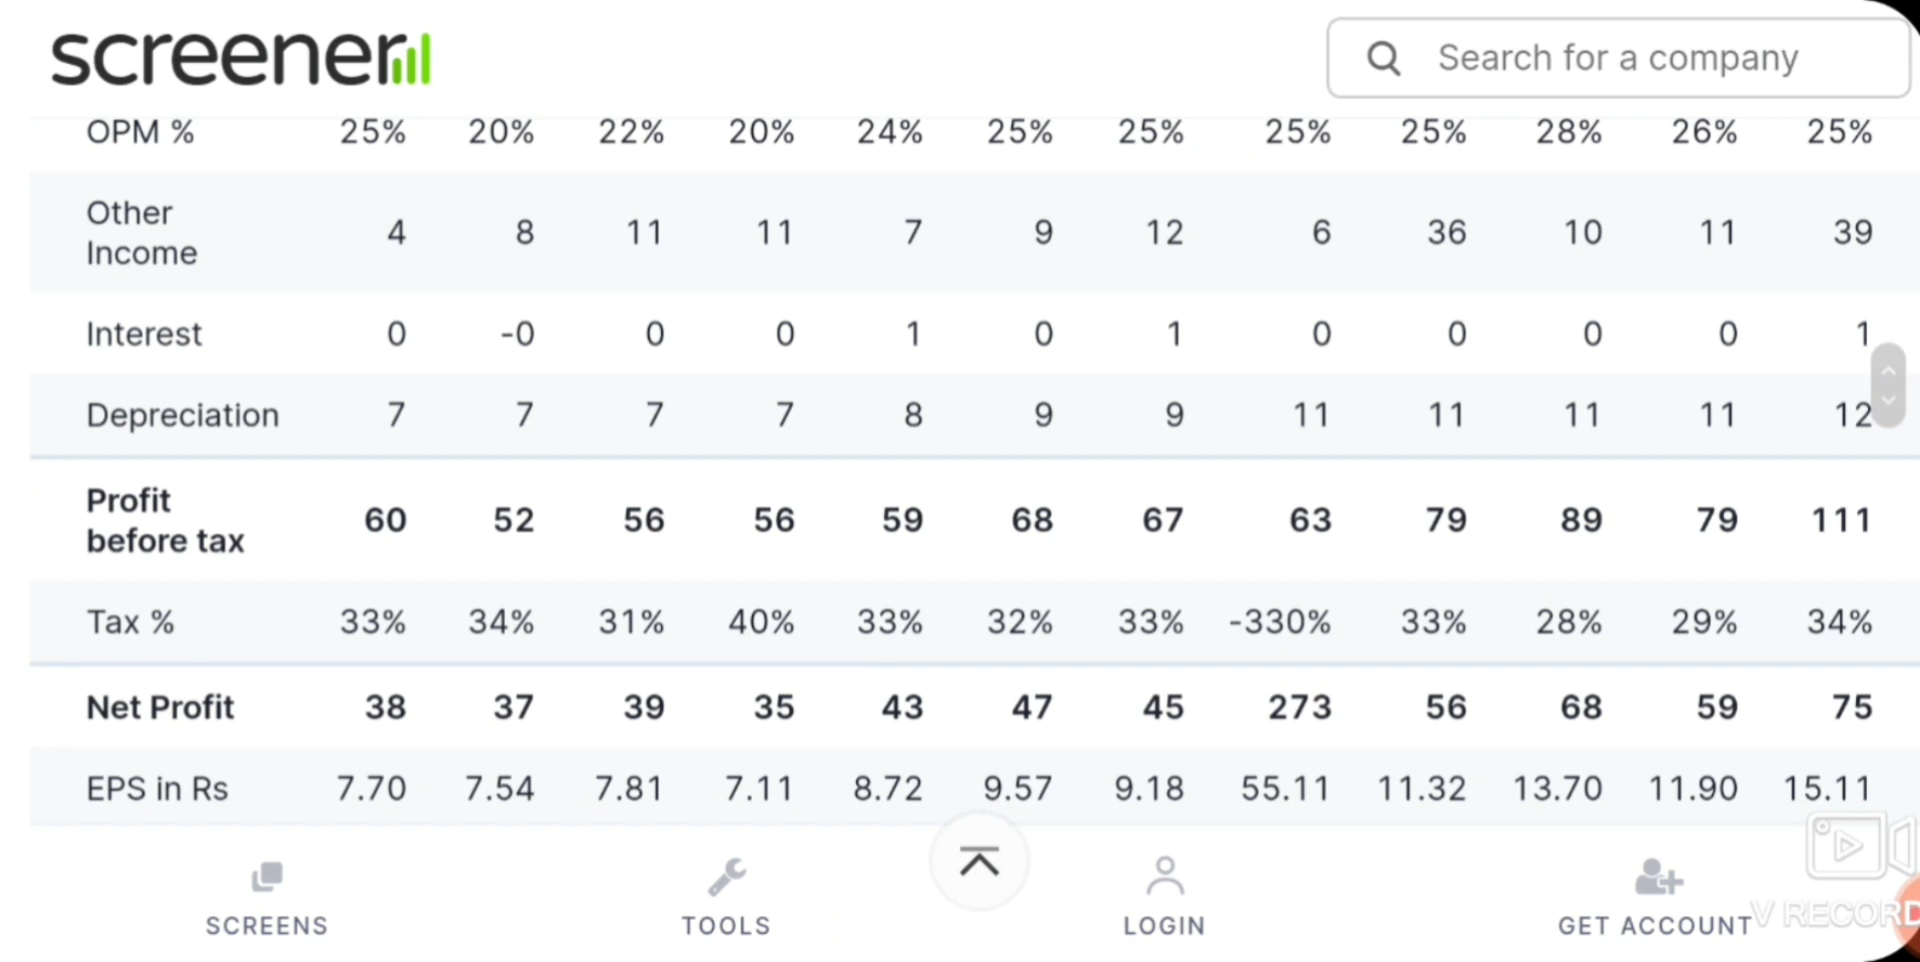 screener
Search for a company
OPM % 25% 20% 22% 20% 24% 25% 25% 25% 25% 28% 26% 25%
Other
Income 4 8 11 11 7 9 12 6 36 10 11 39
Interest 0 -0 0 0 1 0 1 0 0 0 0 1
Depreciation 7 7 7 7 8 9 9 11 11 11 11 12
Profit
before tax 60 52 56 56 59 68 67 63 79 89 79 111
Tax % 33% 34% 31% 40% 33% 32% 33% -330% 33% 28% 29% 34%
Net Profit 38 37 39 35 43 47 45 273 56 68 59 75
EPS in Rs 7.70 7.54 7.81 7.11 8.72 9.57 9.18 55.11 11.32 13.70 11.90 15.11
SCREENS TOOLS LOGIN GET ACCOUNT
V RECORD